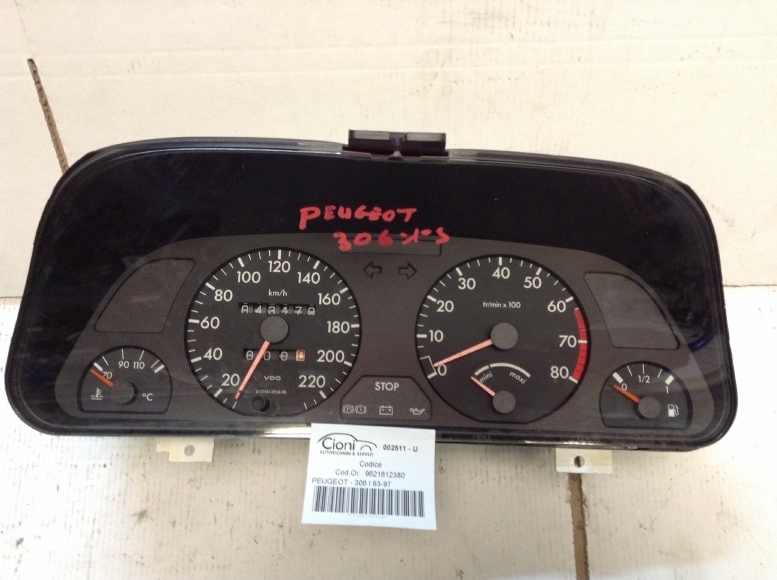 PEUGEOT
306
20 40 60 80 100 120 140 160 180 200 220
km/h
VDO
0 10 20 30 40 50 60 70 80
tr/min x 100
mini maxi
70 90 110
°C
0 1/2 1
STOP
Cioni
AUTORICAMBI & SERVIZI
002511 - U
Codice
Cod.Or. 9621612380
PEUGEOT - 306 / 93-97